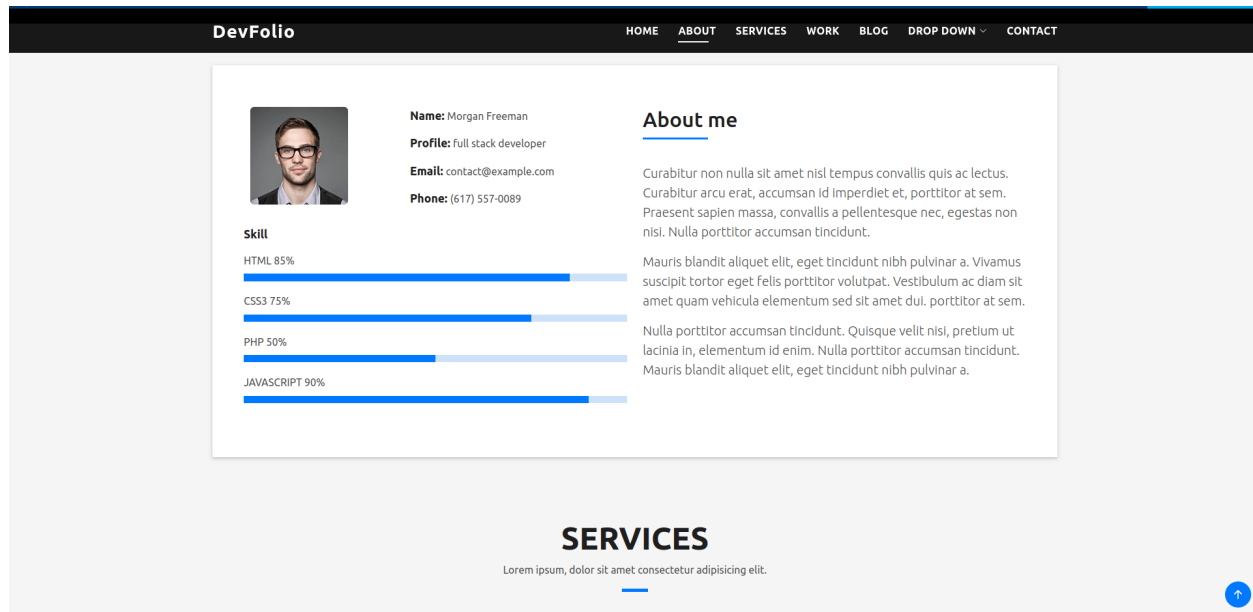 DevFolio
HOME ABOUT SERVICES WORK BLOG DROP DOWN CONTACT
Name: Morgan Freeman
Profile: full stack developer
Email: contact@example.com
Phone: (617) 557-0089
Skill
HTML 85%
CSS3 75%
PHP 50%
JAVASCRIPT 90%
About me
Curabitur non nulla sit amet nisl tempus convallis quis ac lectus.
Curabitur arcu erat, accumsan id imperdiet et, porttitor at sem.
Praesent sapien massa, convallis a pellentesque nec, egestas non
nisi. Nulla porttitor accumsan tincidunt.
Mauris blandit aliquet elit, eget tincidunt nibh pulvinar a. Vivamus
suscipit tortor eget felis porttitor volutpat. Vestibulum ac diam sit
amet quam vehicula elementum sed sit amet dui. porttitor at sem.
Nulla porttitor accumsan tincidunt. Quisque velit nisi, pretium ut
lacinia in, elementum id enim. Nulla porttitor accumsan tincidunt.
Mauris blandit aliquet elit, eget tincidunt nibh pulvinar a.
SERVICES
Lorem ipsum, dolor sit amet consectetur adipisicing elit.